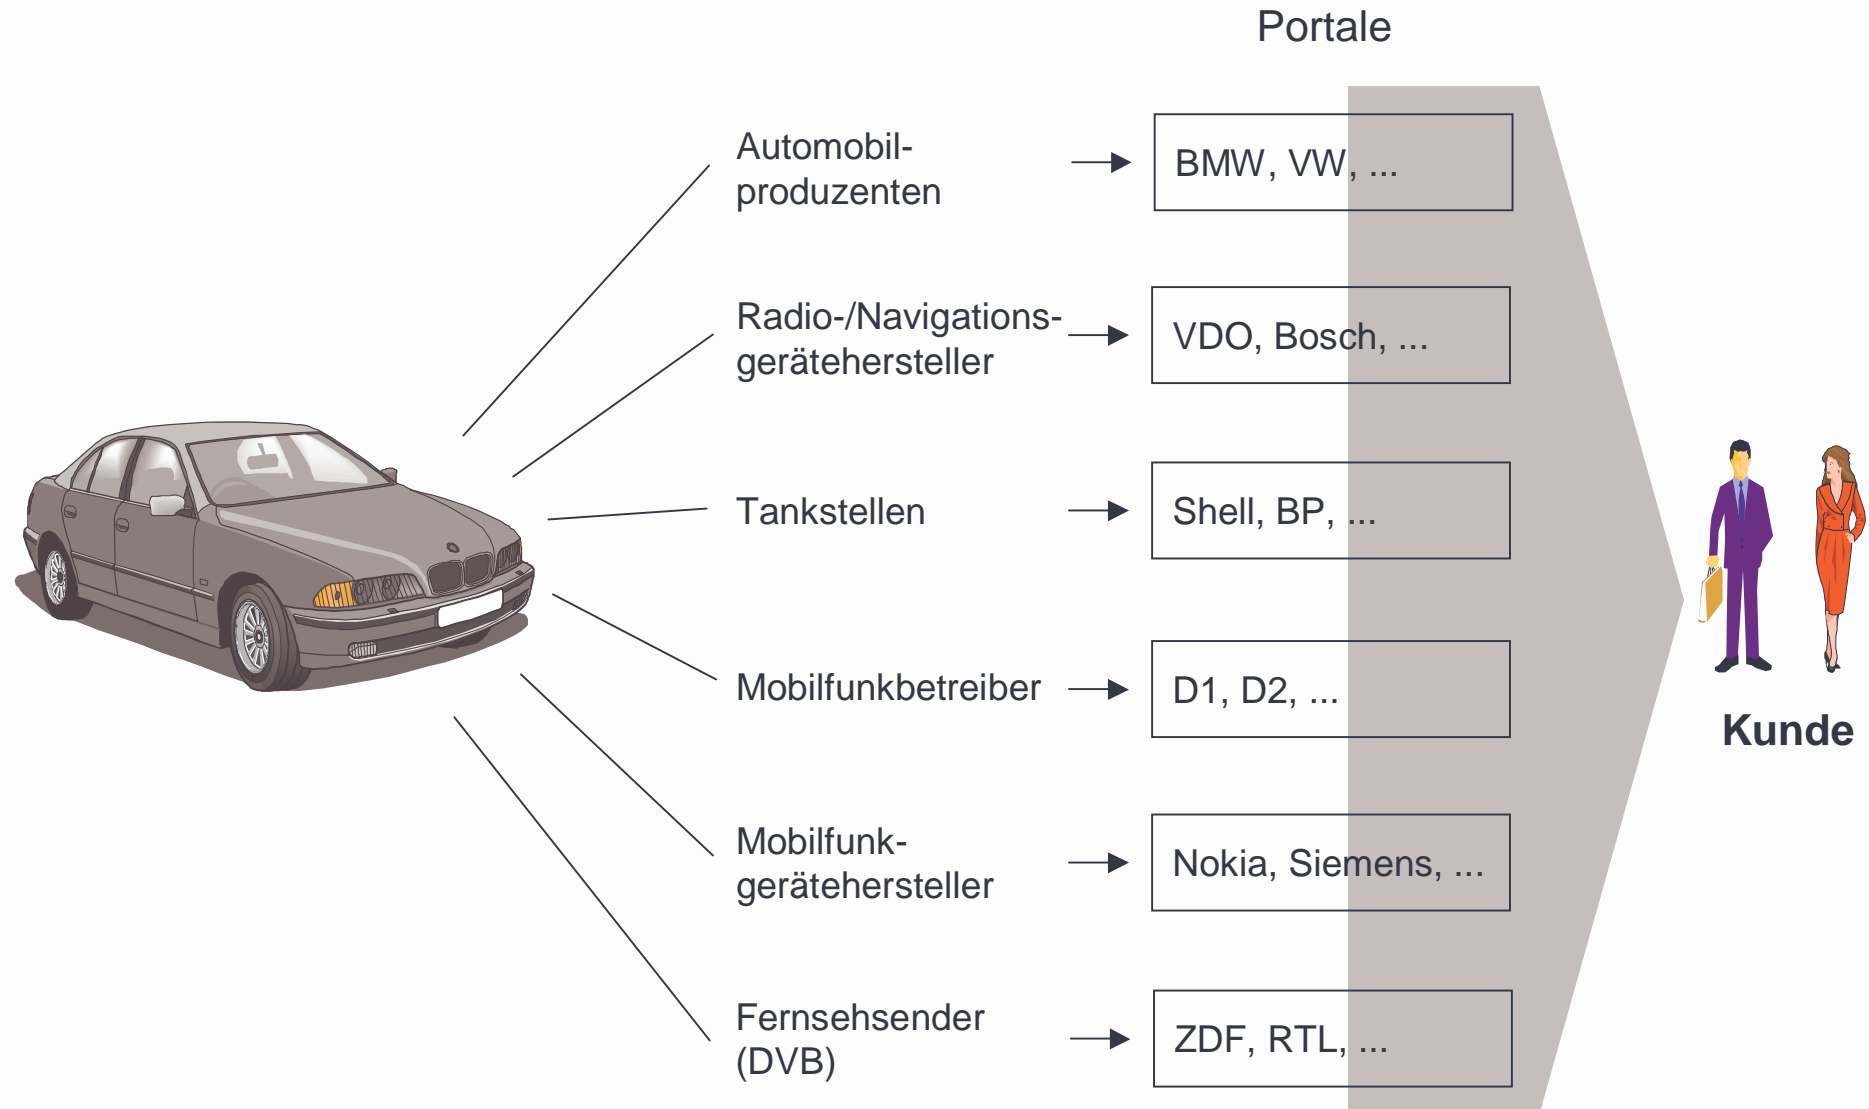 Portale
Automobil-
produzenten
BMW, VW, ...
Radio-/Navigations-
gerätehersteller
VDO, Bosch, ...
Tankstellen
Shell, BP, ...
Mobilfunkbetreiber
D1, D2, ...
Kunde
Mobilfunk-
gerätehersteller
Nokia, Siemens, ...
Fernsehsender
(DVB)
ZDF, RTL, ...